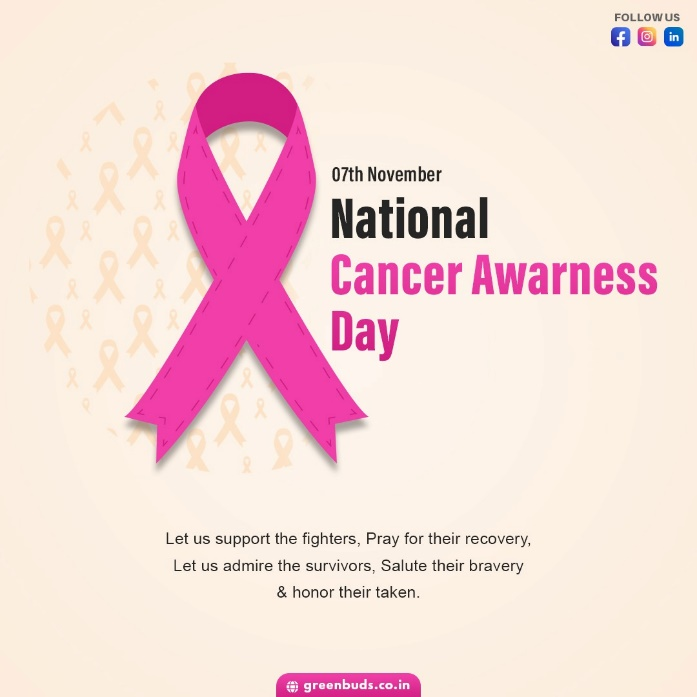 FOLLOW US
07th November
National
Cancer Awarness
Day
Let us support the fighters, Pray for their recovery,
Let us admire the survivors, Salute their bravery
& honor their taken.
greenbuds.co.in